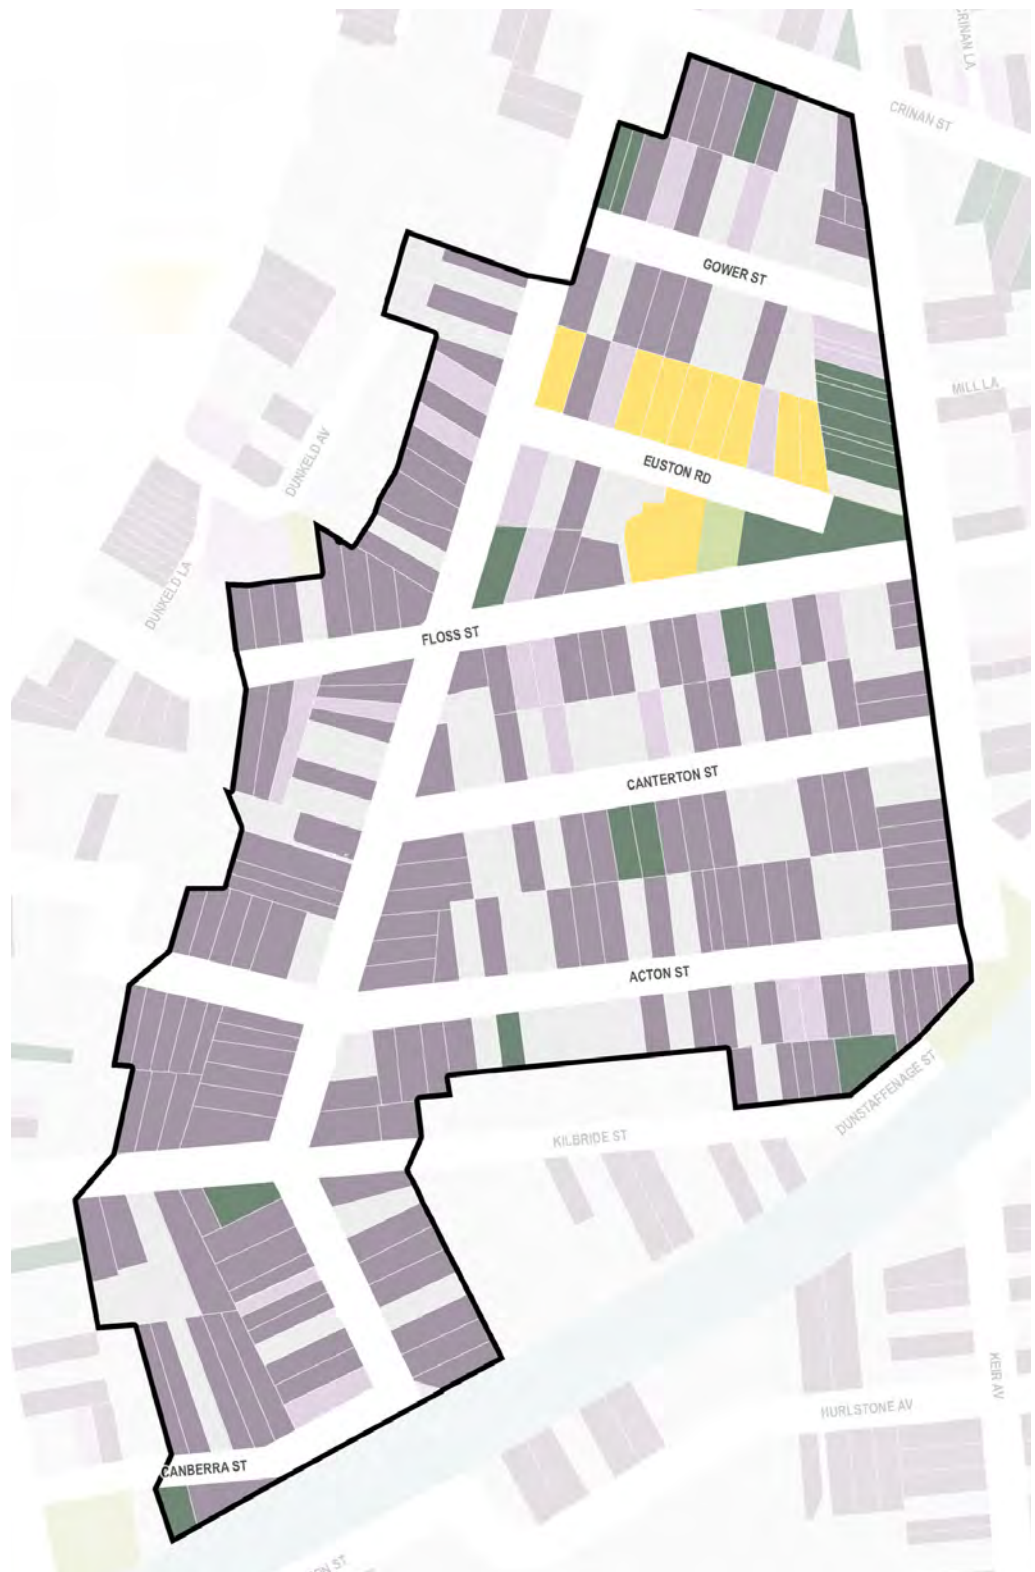 CRINAN LA
CRINAN ST
GOWER ST
MILL LA
DUNKELD AV
EUSTON RD
DUNKELD LA
FLOSS ST
CANTERTON ST
ACTON ST
DUNSTAFFENAGE ST
KILBRIDE ST
KEIR AV
HURLSTONE AV
CANBERRA ST
ST